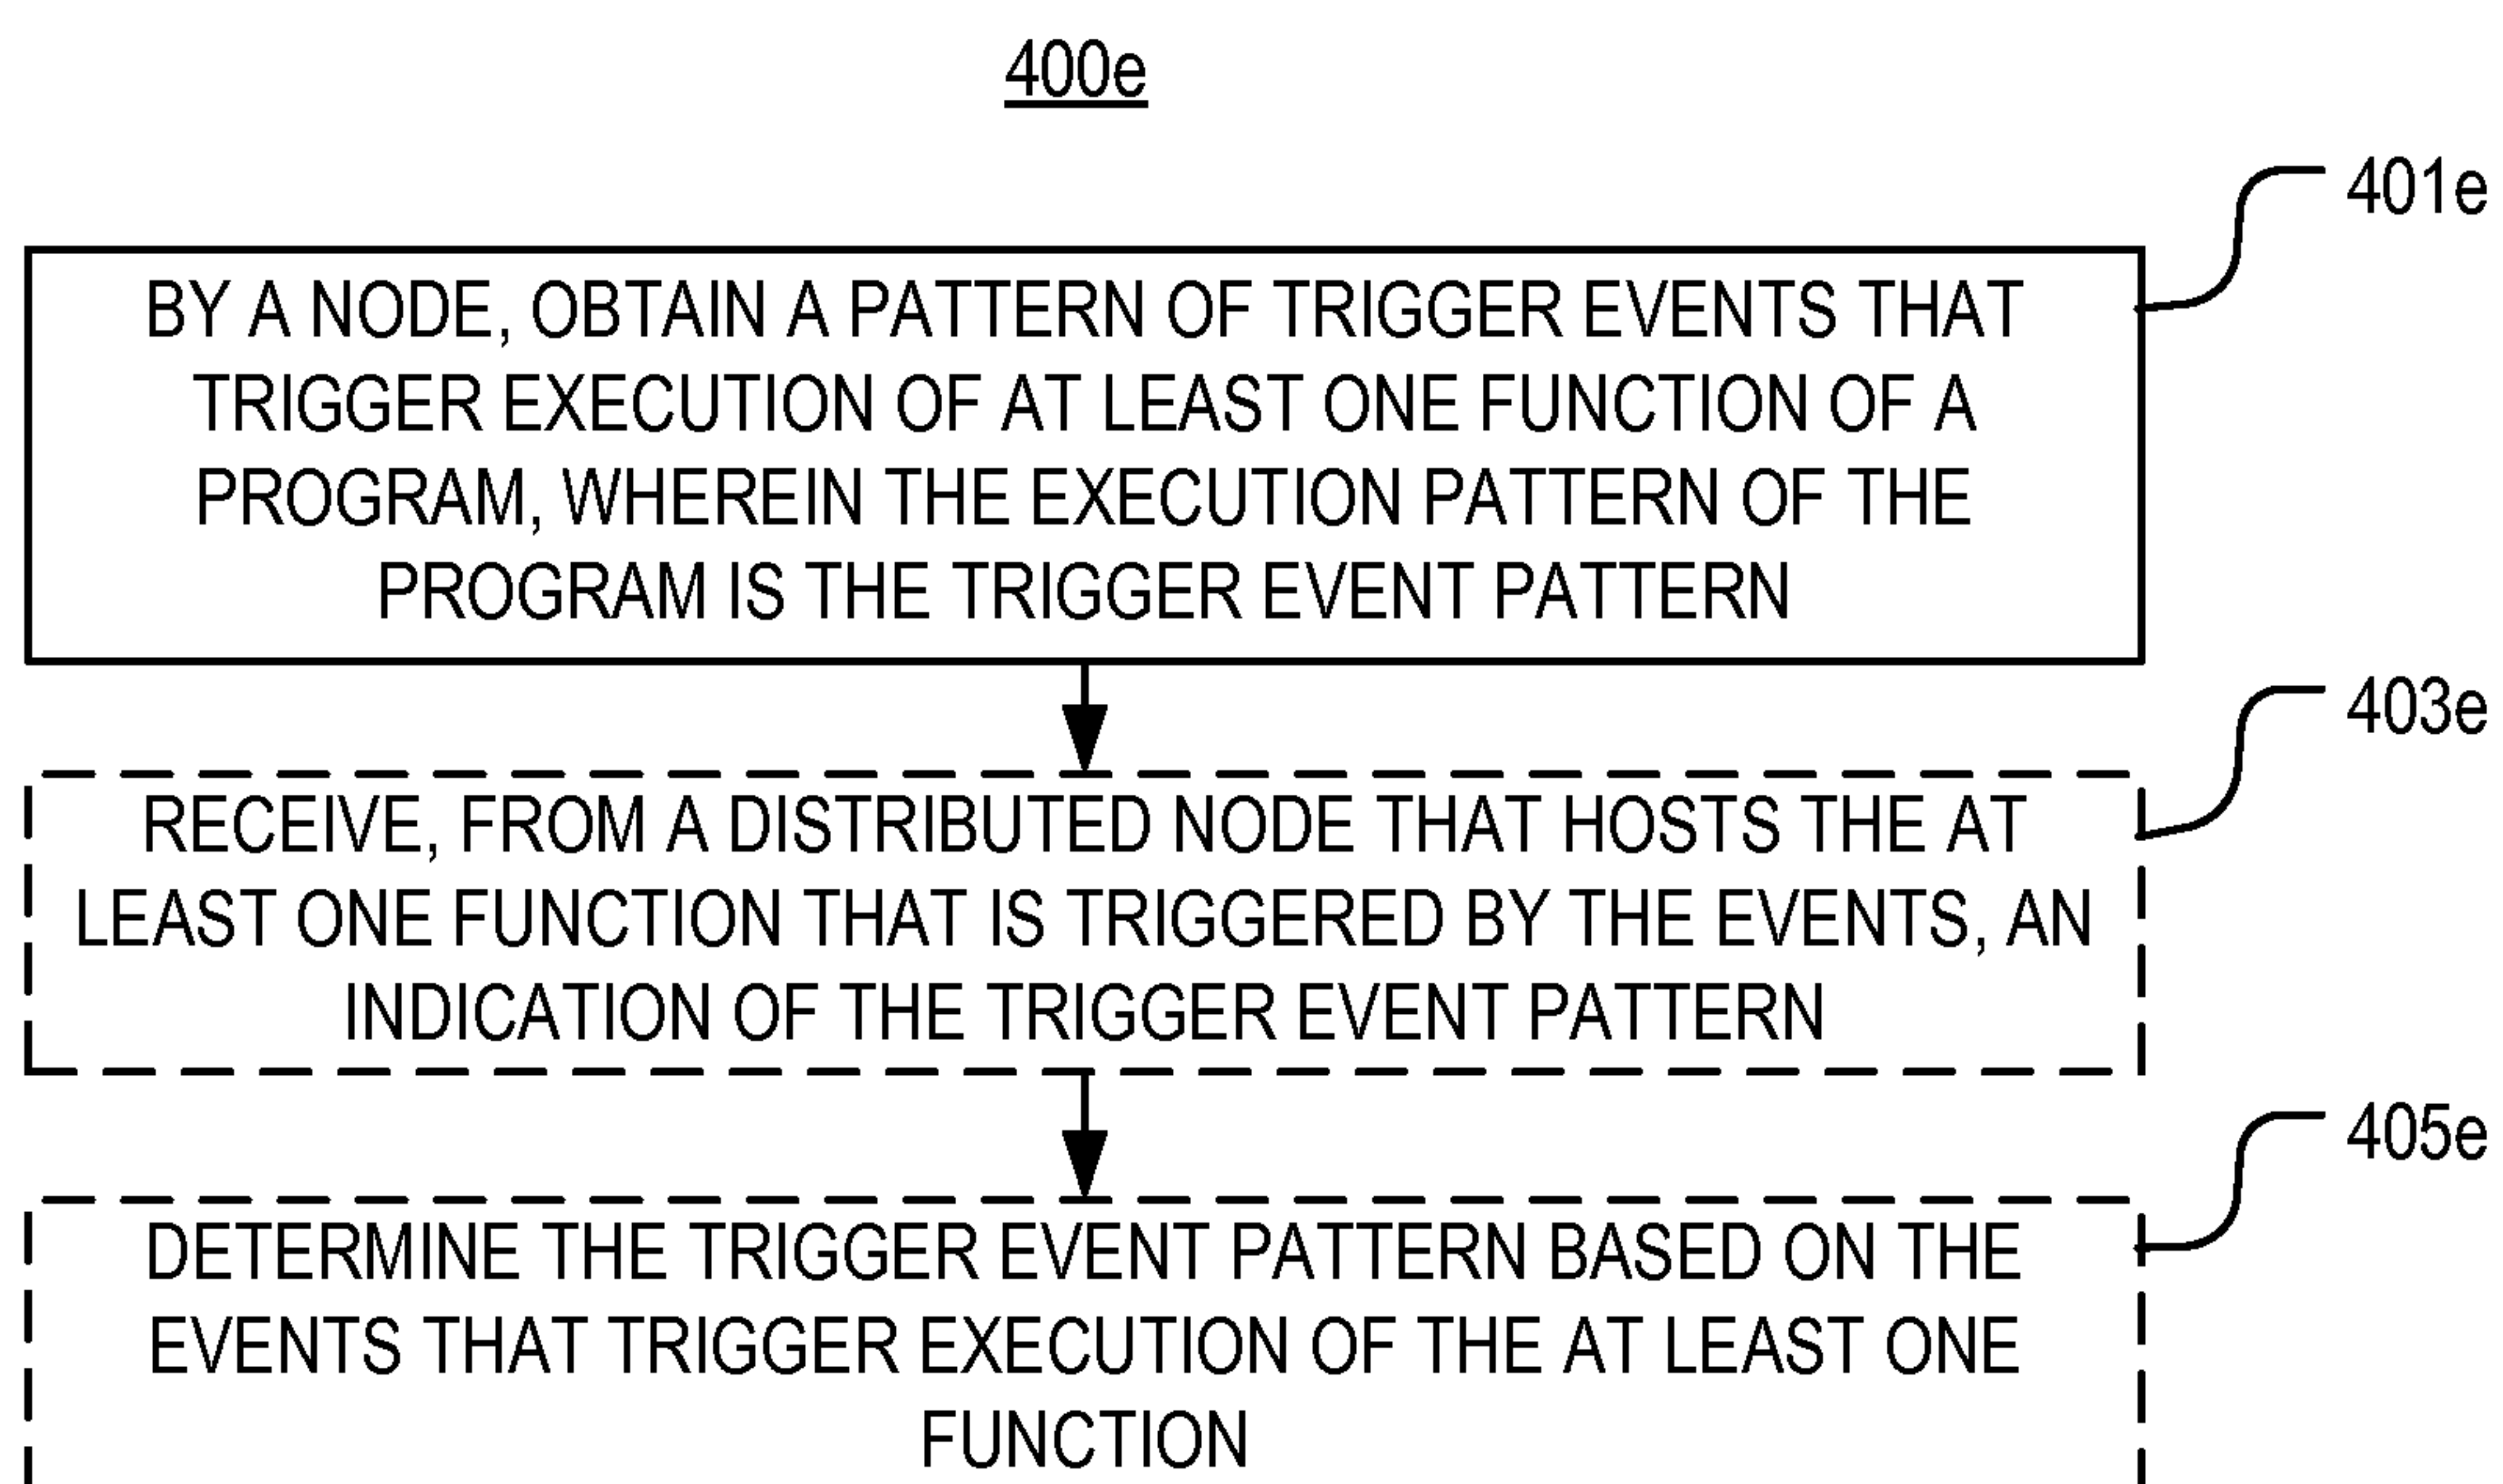 400e
401e
BY A NODE, OBTAIN A PATTERN OF TRIGGER EVENTS THAT
TRIGGER EXECUTION OF AT LEAST ONE FUNCTION OF A
PROGRAM, WHEREIN THE EXECUTION PATTERN OF THE
PROGRAM IS THE TRIGGER EVENT PATTERN
403e
RECEIVE, FROM A DISTRIBUTED NODE THAT HOSTS THE AT
LEAST ONE FUNCTION THAT IS TRIGGERED BY THE EVENTS, AN
INDICATION OF THE TRIGGER EVENT PATTERN
405e
DETERMINE THE TRIGGER EVENT PATTERN BASED ON THE
EVENTS THAT TRIGGER EXECUTION OF THE AT LEAST ONE
FUNCTION